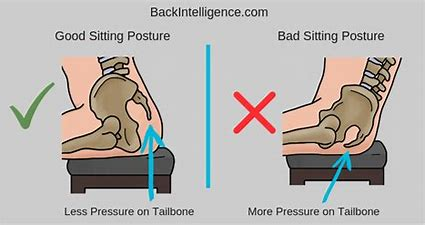 BackIntelligence.com
Good Sitting Posture
Bad Sitting Posture
Less Pressure on Tailbone
More Pressure on Tailbone